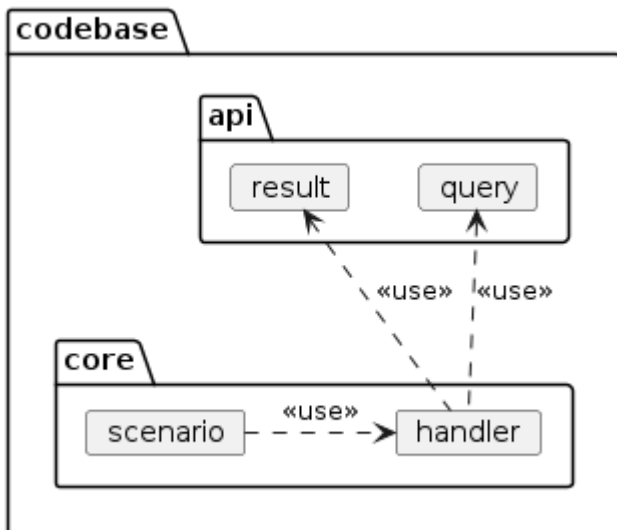 codebase
api
result
query
«use»
«use»
core
scenario
«use»
handler